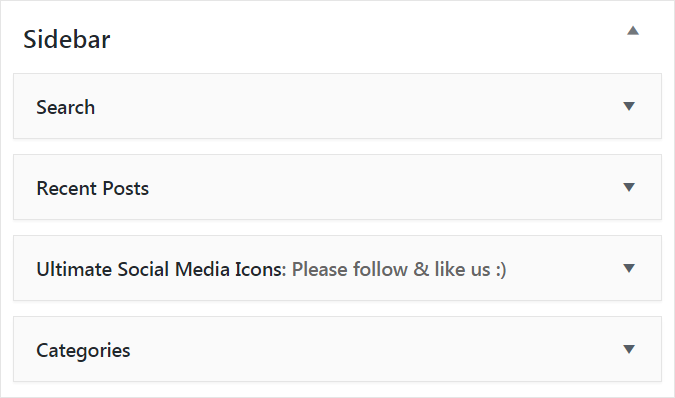 Sidebar
Search
Recent Posts
Ultimate Social Media Icons: Please follow & like us :)
Categories